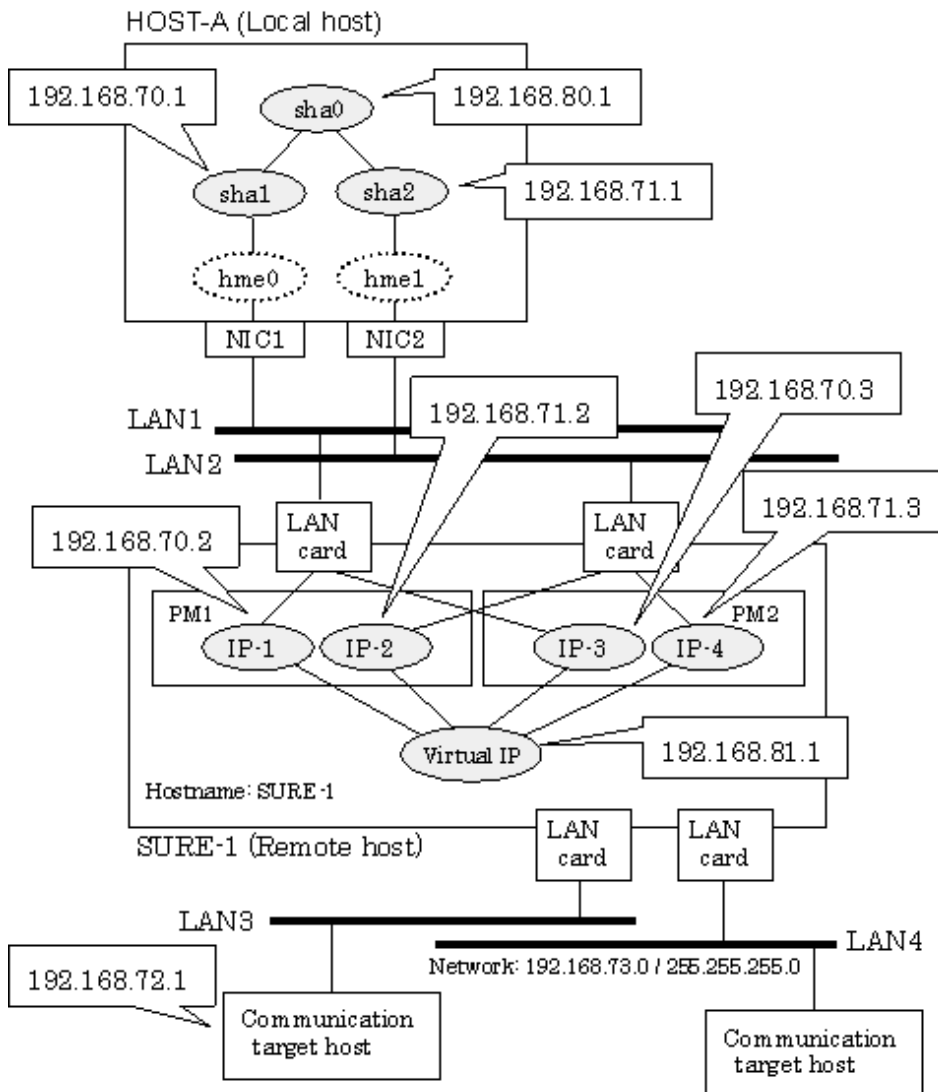 HOST-A (Local host)
192.168.70.1
sha0
192.168.80.1
sha1
sha2
192.168.71.1
hme0
hme1
NIC1
NIC2
192.168.70.3
192.168.71.2
LAN1
LAN2
192.168.71.3
LAN
card
LAN
card
192.168.70.2
PM1
PM2
IP-1
IP-2
IP-3
IP-4
Virtual IP
192.168.81.1
Hostname: SURE-1
SURE-1 (Remote host)
LAN
card
LAN
card
LAN3
LAN4
Network: 192.168.73.0 / 255.255.255.0
192.168.72.1
Communication
target host
Communication
target host